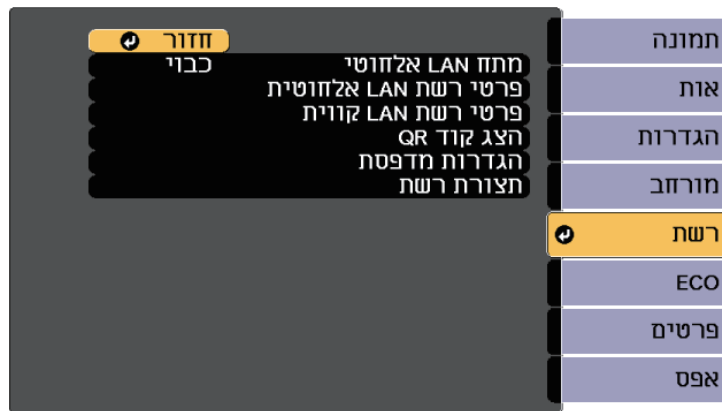 חזור
מתח LAN אלחוטי כבוי
פרטי רשת LAN אלחוטית
פרטי רשת LAN קווית
הצג קוד QR
הגדרות מדפסת
תצורת רשת
תמונה
אות
הגדרות
מורחב
רשת
ECO
פרטים
אפס